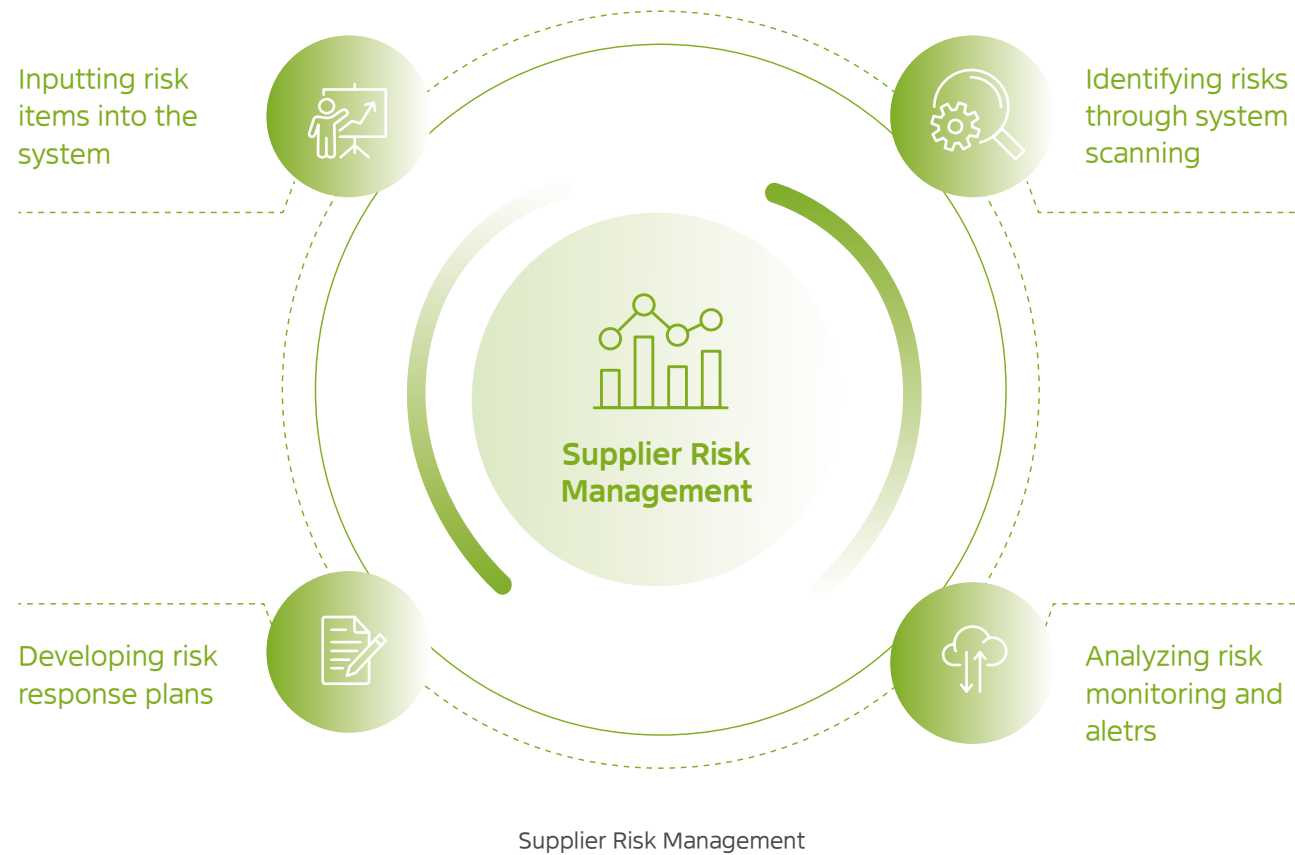 Inputting risk
items into the
system
Identifying risks
through system
scanning
Supplier Risk
Management
Developing risk
response plans
Analyzing risk
monitoring and
aletrs
Supplier Risk Management